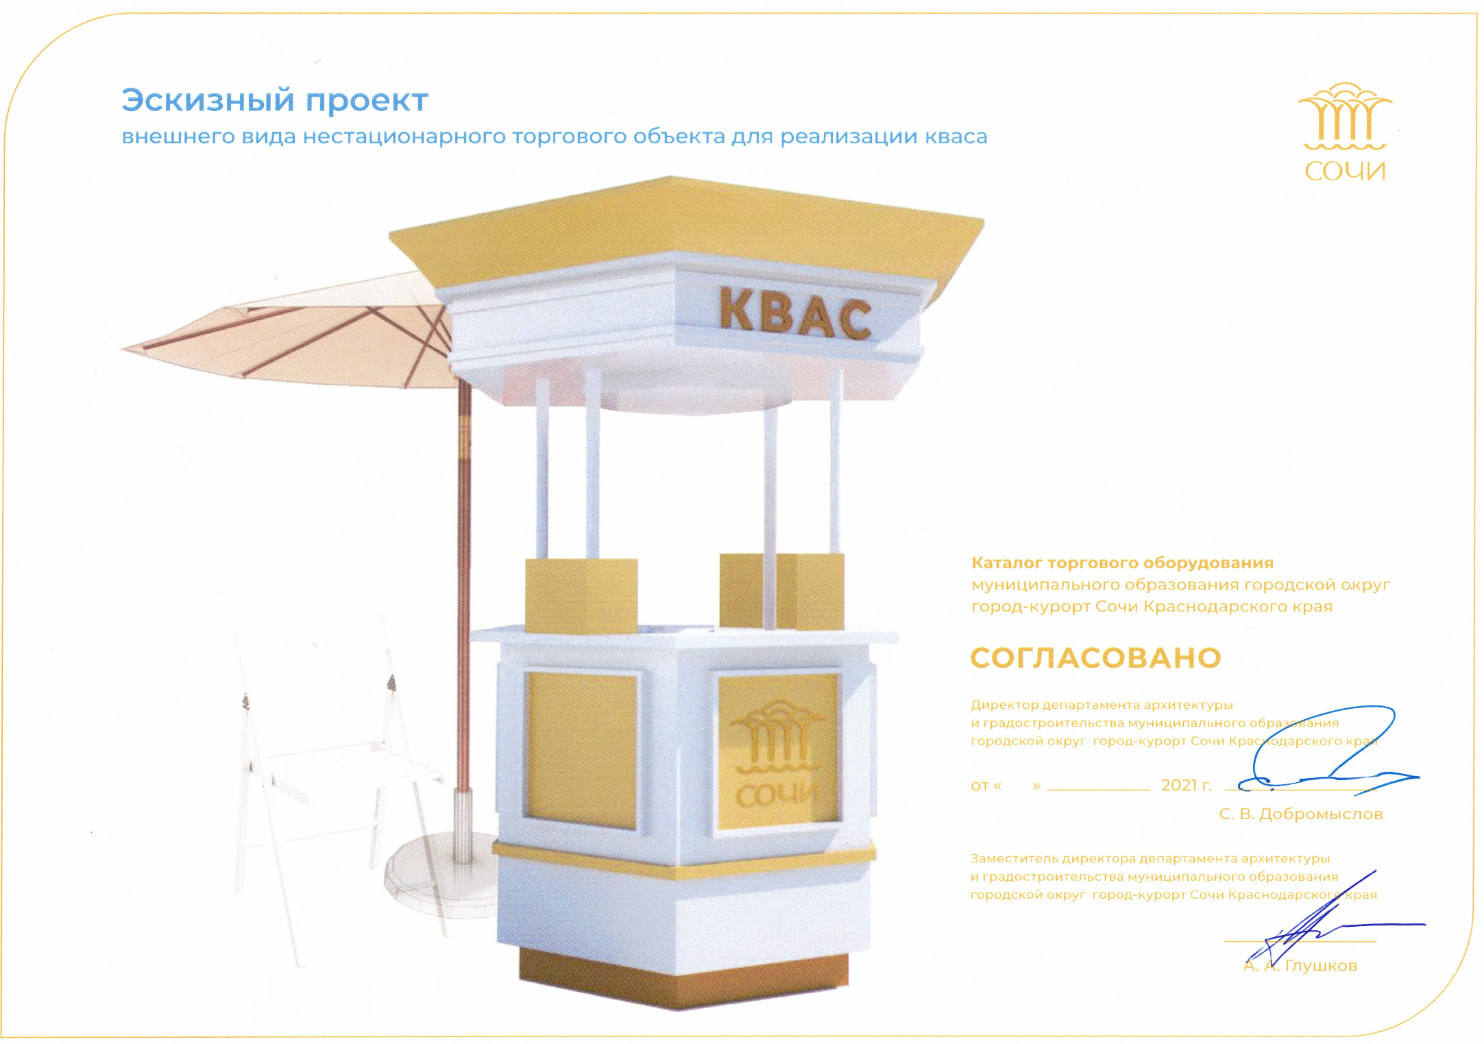 Эскизный проект
внешнего вида нестационарного торгового объекта для реализации кваса
СОЧИ
КВАС
СОЧИ
Каталог торгового оборудования
муниципального образования городской округ
город-курорт Сочи Краснодарского края
СОГЛАСОВАНО
Директор департамента архитектуры
и градостроительства муниципального образования
городской округ город-курорт Сочи Краснодарского края
от « » ___________ 2021 г. ________________
С. В. Добромыслов
Заместитель директора департамента архитектуры
и градостроительства муниципального образования
городской округ город-курорт Сочи Краснодарского края
А. А. Глушков